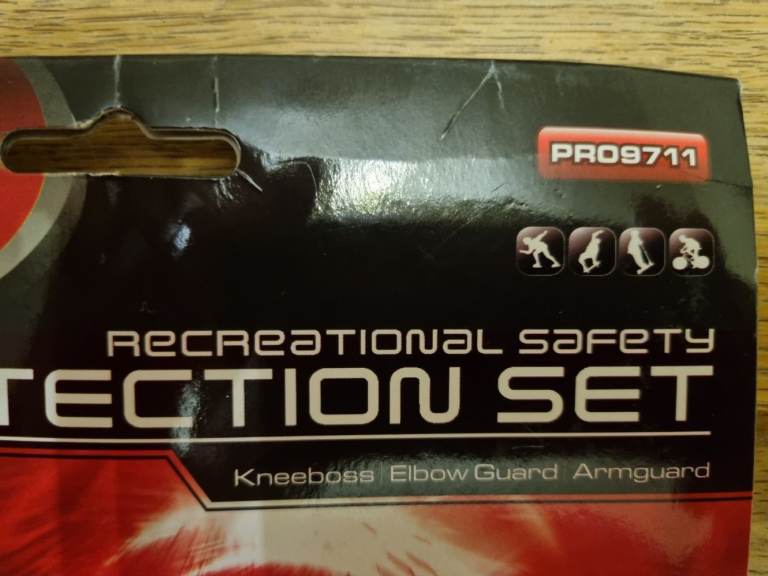 PRO9711
Recreational Safety
TECTION SET
Kneeboss | Elbow Guard | Armguard